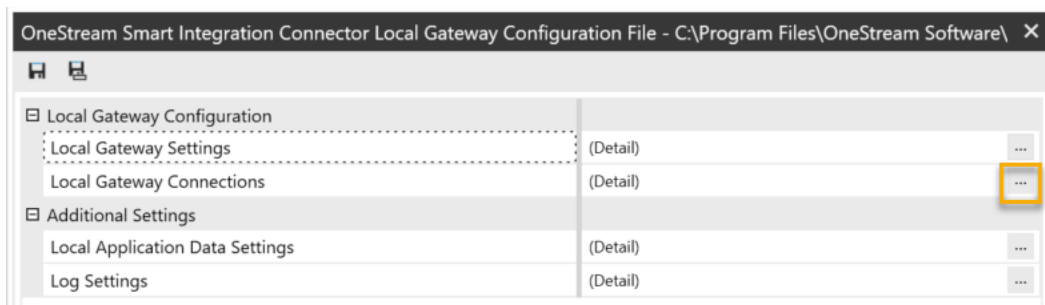 OneStream Smart Integration Connector Local Gateway Configuration File - C:\Program Files\OneStream Software\
Local Gateway Configuration
Local Gateway Settings (Detail) ...
Local Gateway Connections (Detail) ...
Additional Settings
Local Application Data Settings (Detail) ...
Log Settings (Detail) ...